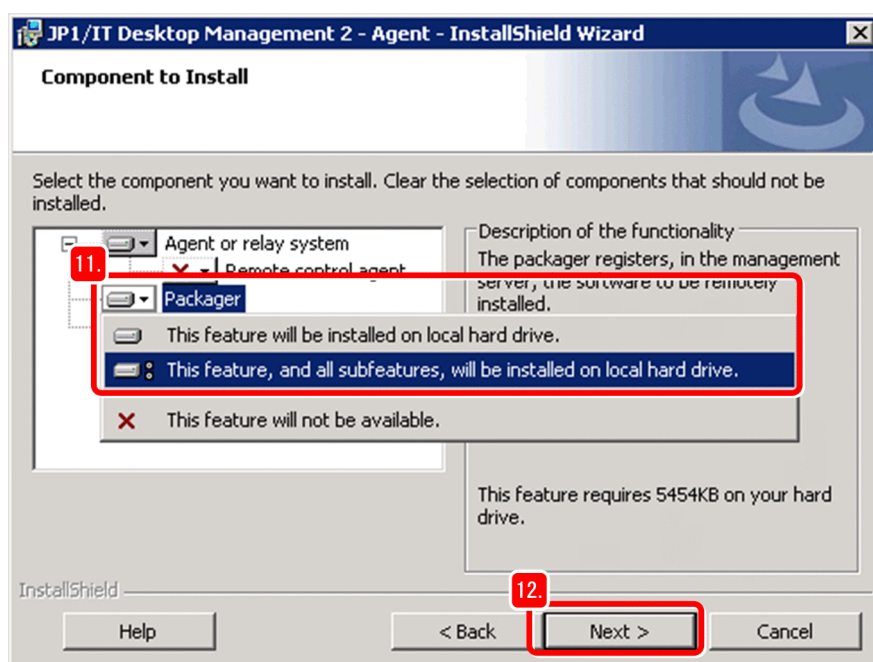 JP1/IT Desktop Management 2 - Agent - InstallShield Wizard
Component to Install
Select the component you want to install. Clear the selection of components that should not be
installed.
Agent or relay system
11.
Remote control agent
Packager
This feature will be installed on local hard drive.
This feature, and all subfeatures, will be installed on local hard drive.
This feature will not be available.
Description of the functionality
The packager registers, in the management
server, the software to be remotely
installed.
This feature requires 5454KB on your hard
drive.
InstallShield
12.
Help
< Back
Next >
Cancel